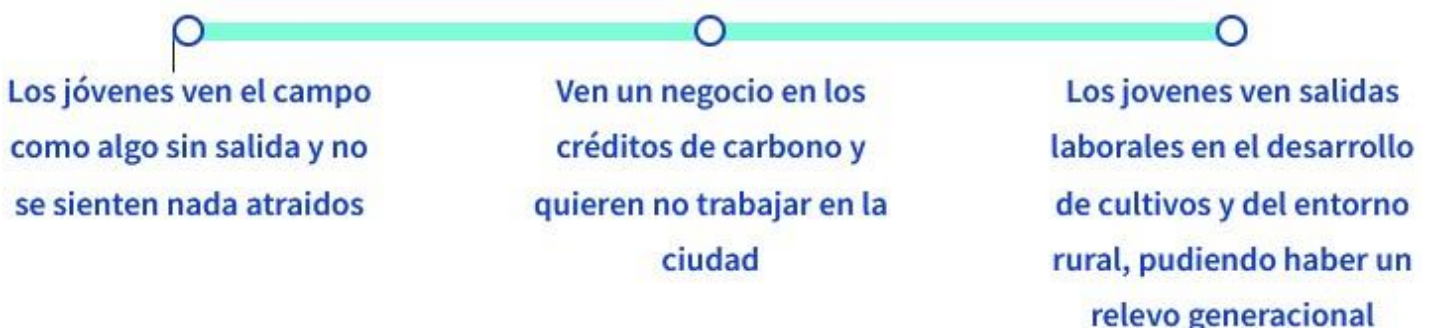 Los jóvenes ven el campo
como algo sin salida y no
se sienten nada atraidos
Ven un negocio en los
créditos de carbono y
quieren no trabajar en la
ciudad
Los jovenes ven salidas
laborales en el desarrollo
de cultivos y del entorno
rural, pudiendo haber un
relevo generacional